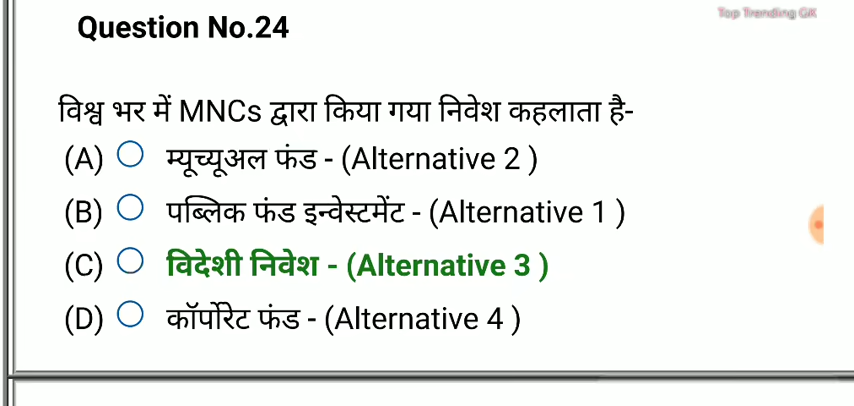 Top Trending GK
Question No.24
विश्व भर में MNCs द्वारा किया गया निवेश कहलाता है-
(A) म्यूच्यूअल फंड - (Alternative 2 )
(B) पब्लिक फंड इन्वेस्टमेंट - (Alternative 1 )
(C) विदेशी निवेश - (Alternative 3 )
(D) कॉर्पोरेट फंड - (Alternative 4 )